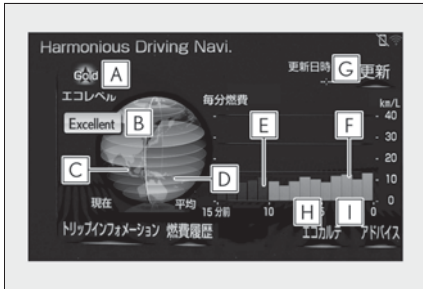 Harmonious Driving Navi.
Gold A
更新日時 G 更新
エコレベル
毎分燃費
km/L
Excellent B
40
E F
30
20
C D
10
0
現在 平均
15分前 10 H 5 I 0
トリップインフォメーション 燃費履歴 エコカルテ アドバイス